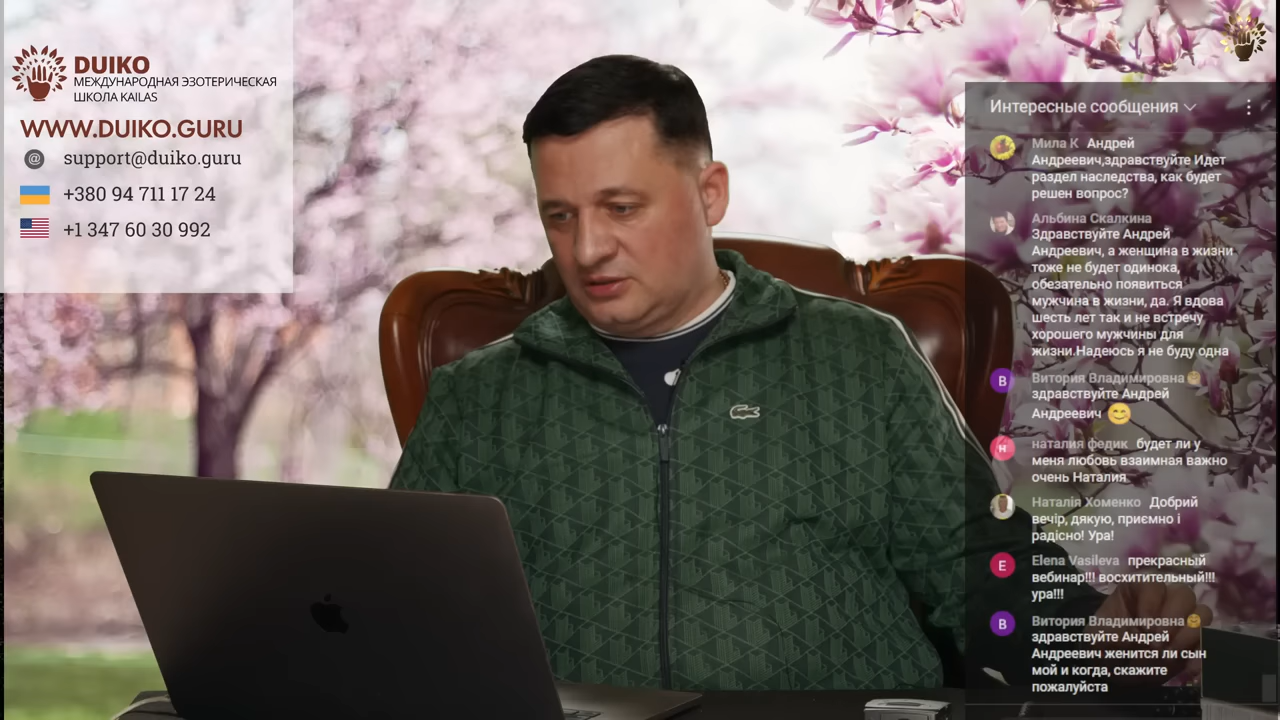 DUIKO
МЕЖДУНАРОДНАЯ ЭЗОТЕРИЧЕСКАЯ
ШКОЛА KAILAS
WWW.DUIKO.GURU
@ support@duiko.guru
+380 94 711 17 24
+1 347 60 30 992
Интересные сообщения
Мила К Андрей
Андреевич,здравствуйте Идет
раздел наследства, как будет
решен вопрос?
Альбина Скалкина
Здравствуйте Андрей
Андреевич, а женщина в жизни
тоже не будет одинока,
обезательно появиться
мужчина в жизни, да. Я вдова
шесть лет так и не встречу
хорошего мужчины для
жизни.Надеюсь я не буду одна
В Витория Владимировна
здравствуйте Андрей
Андреевич 😊
Н наталия федик будет ли у
меня любовь взаимная важно
очень Наталия.
Наталія Хоменко Добрий
вечір, дякую, приємно і
радісно! Ура!
E Elena Vasileva прекрасный
вебинар!!! восхитительный!!!
ура!!!
В Витория Владимировна
здравствуйте Андрей
Андреевич женится ли сын
мой и когда, скажите
пожалуйста